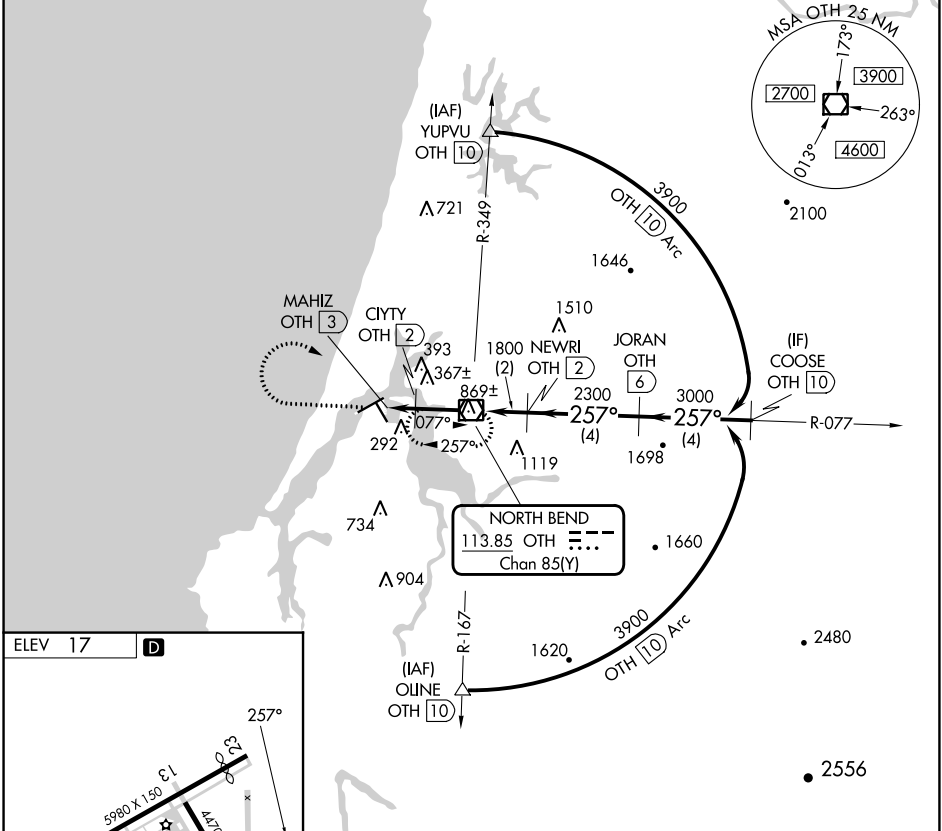 MSA OTH 25 NM
173°
3900
2700
263°
013°
4600
(IAF)
YUPVU
OTH 10
3900
OTH 10 Arc
721
R-349
2100
1646
MAHIZ
OTH 3
CIYTY
OTH 2
393
367±
1510
1800
(2)
NEWRI
OTH 2
JORAN
OTH
6
(IF)
COOSE
OTH 10
869±
2300
257°
(4)
3000
257°
(4)
R-077
077°
257°
292
1119
1698
734
NORTH BEND
113.85 OTH
Chan 85(Y)
1660
904
R-167
3900
OTH 10 Arc
1620
2480
(IAF)
OLINE
OTH 10
2556
ELEV 17 D
257°
23
13
5980 X 150